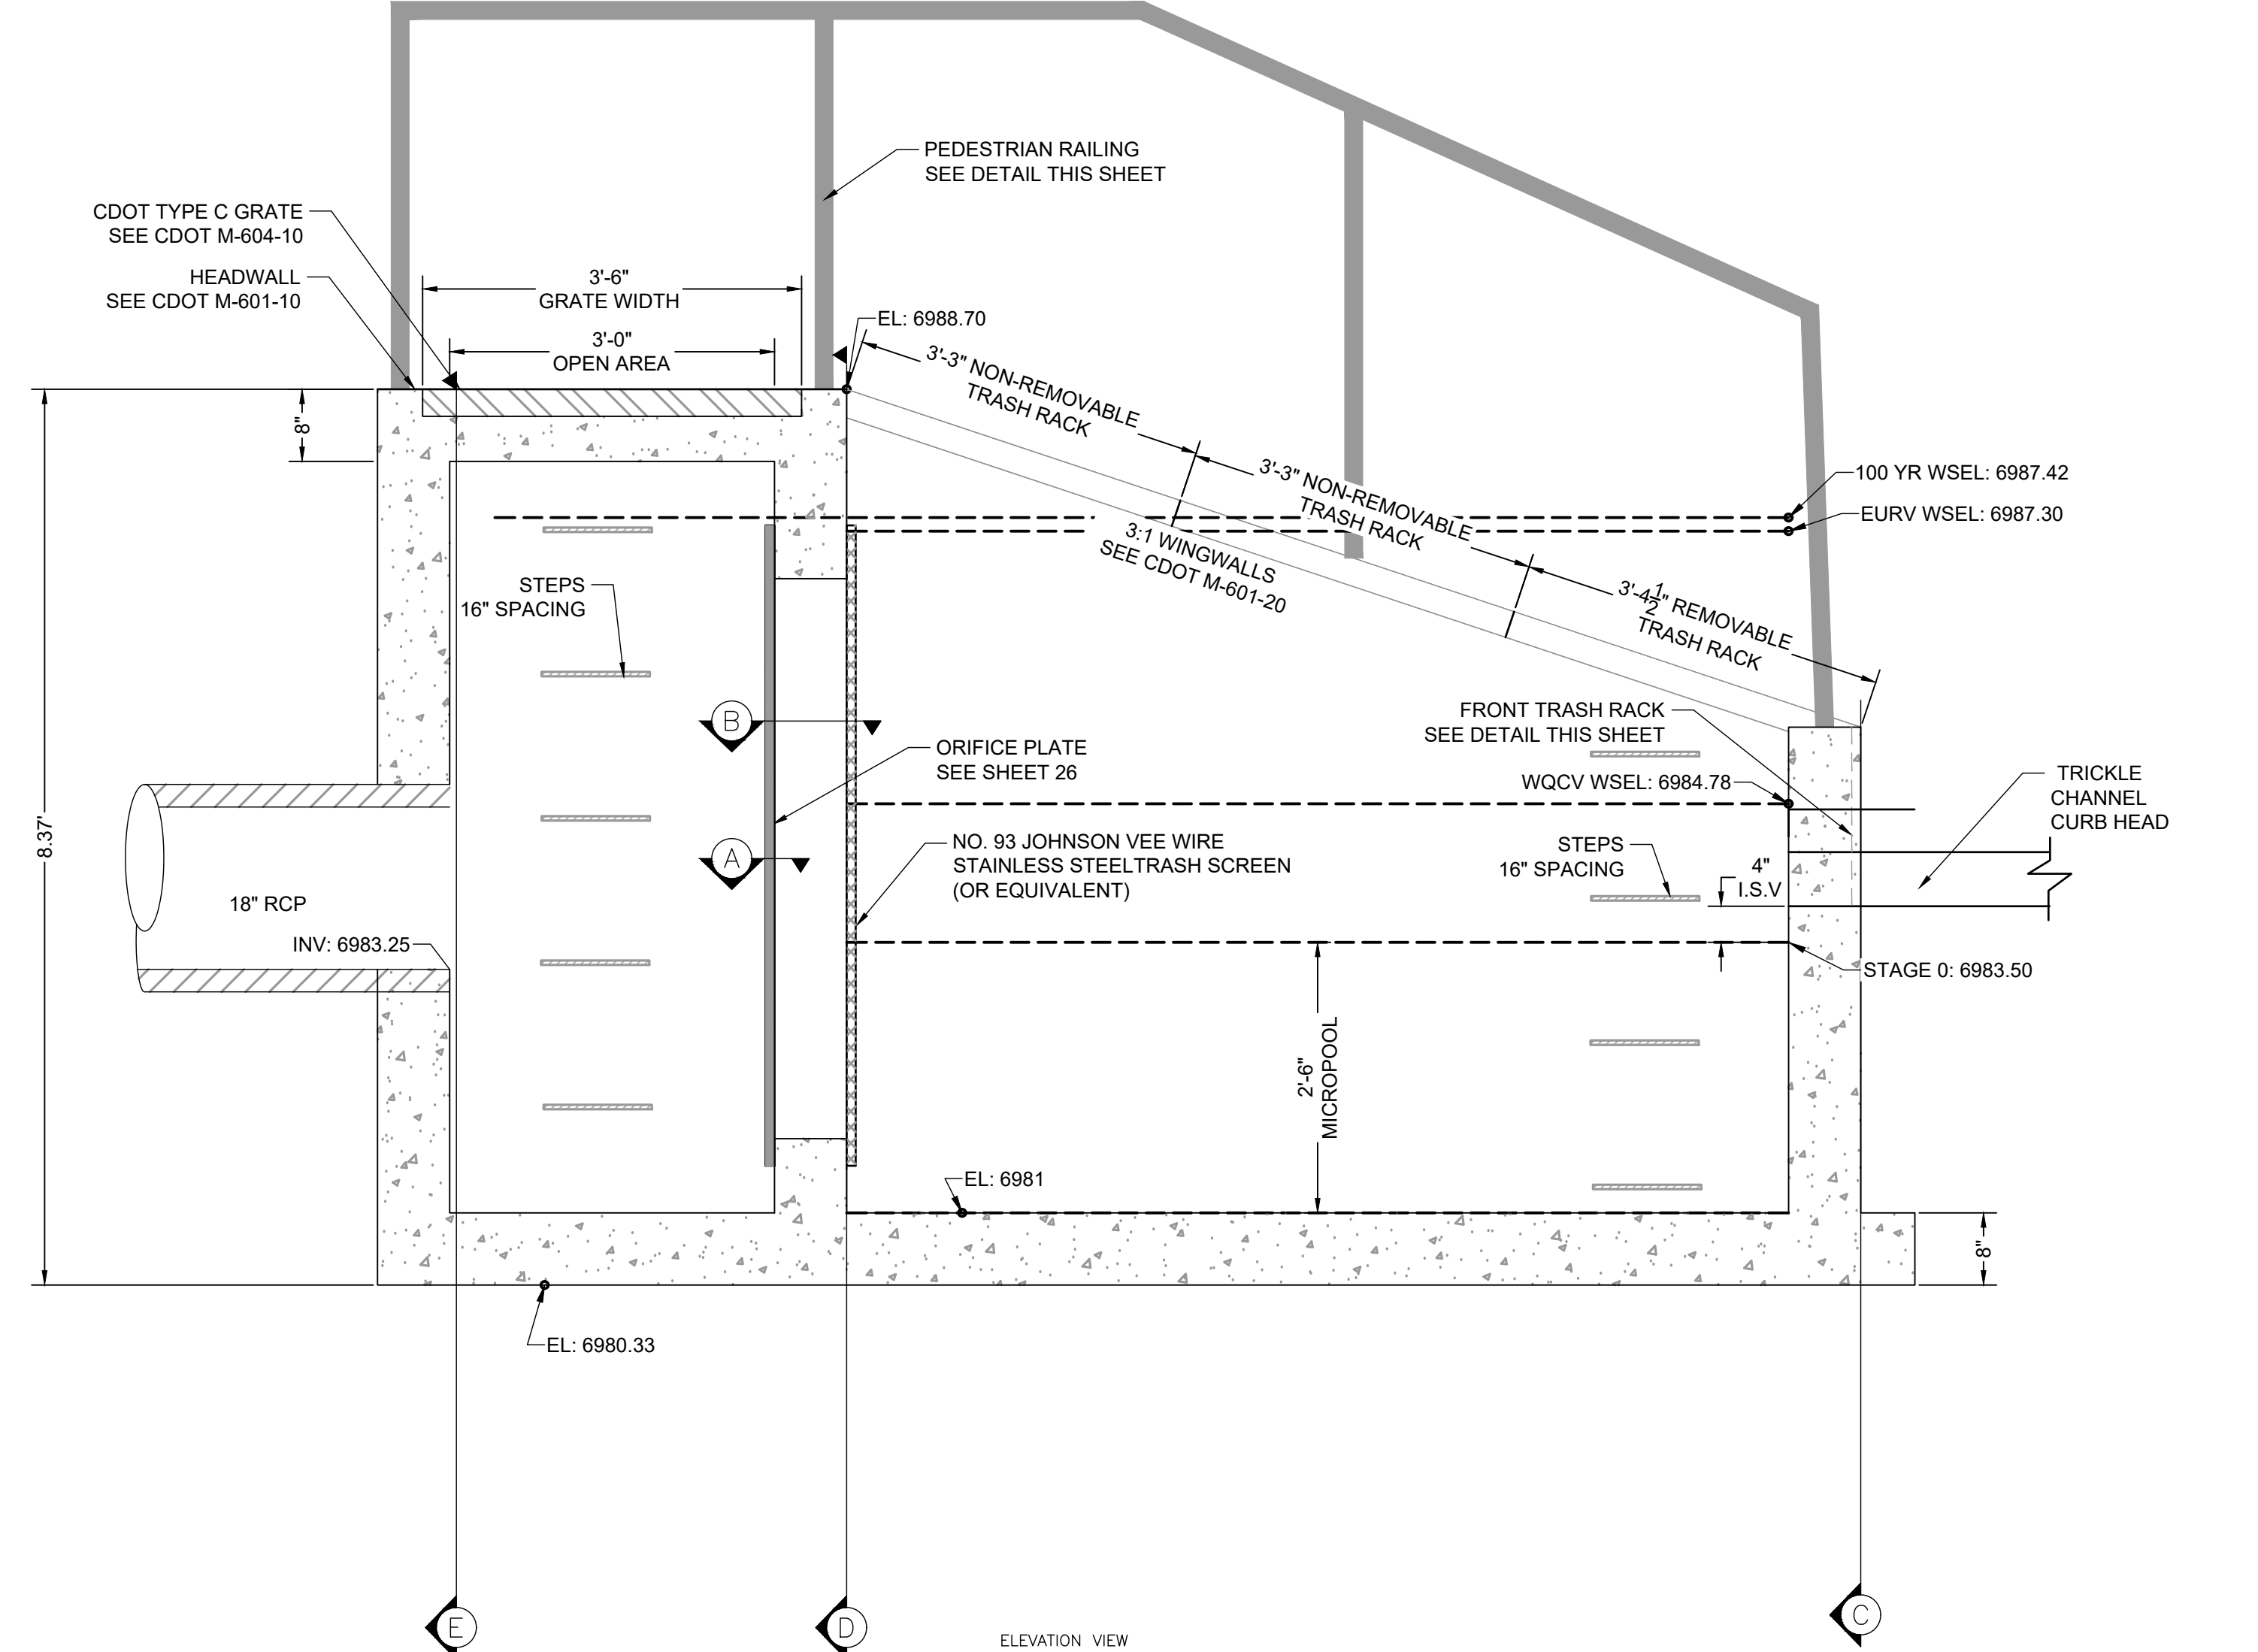 PEDESTRIAN RAILING
SEE DETAIL THIS SHEET
CDOT TYPE C GRATE
SEE CDOT M-604-10
HEADWALL
SEE CDOT M-601-10
3'-6"
GRATE WIDTH
3'-0"
OPEN AREA
EL: 6988.70
3'-3" NON-REMOVABLE
TRASH RACK
3'-3" NON-REMOVABLE
TRASH RACK
3'-4 1/2" REMOVABLE
TRASH RACK
3:1 WINGWALLS
SEE CDOT M-601-20
100 YR WSEL: 6987.42
EURV WSEL: 6987.30
8"
8.37'
STEPS
16" SPACING
B
ORIFICE PLATE
SEE SHEET 26
A
NO. 93 JOHNSON VEE WIRE
STAINLESS STEELTRASH SCREEN
(OR EQUIVALENT)
FRONT TRASH RACK
SEE DETAIL THIS SHEET
WQCV WSEL: 6984.78
TRICKLE
CHANNEL
CURB HEAD
STEPS
16" SPACING
4"
I.S.V
18" RCP
INV: 6983.25
STAGE 0: 6983.50
2'-6"
MICROPOOL
EL: 6981
8"
EL: 6980.33
E
D
C
ELEVATION VIEW